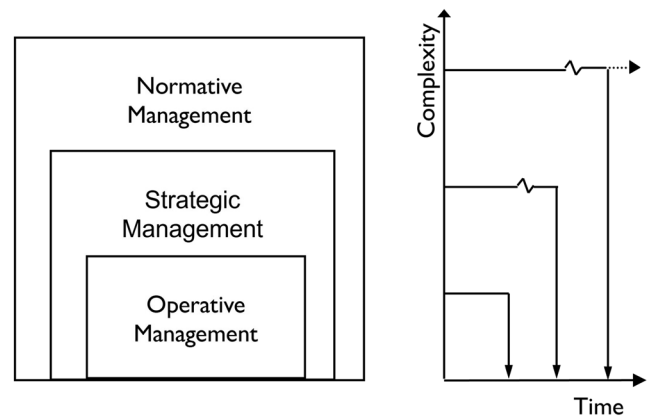 Normative
Management
Strategic
Management
Operative
Management
Complexity
Time